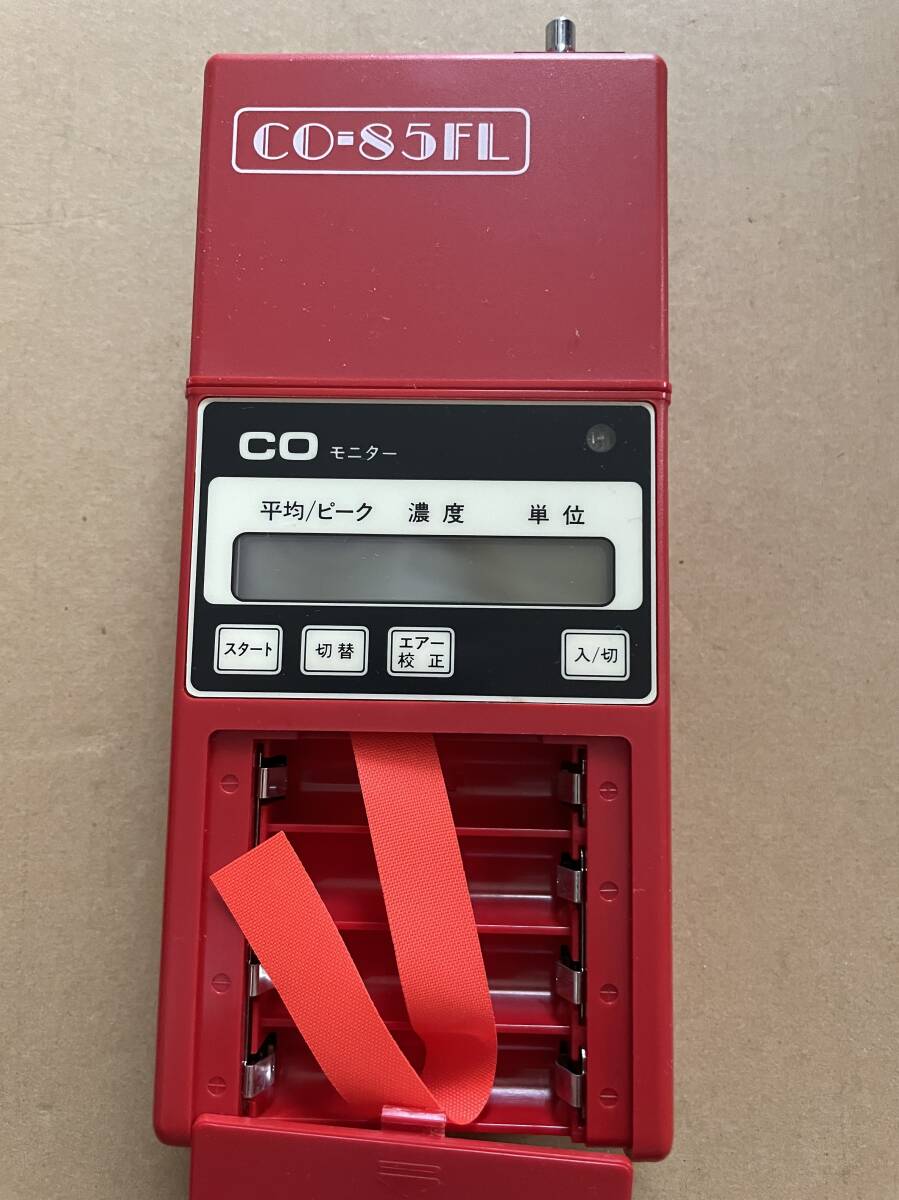 CO-85FL
CO モニター
平均/ピーク 濃度 単位
スタート 切替 エアー校正 入/切